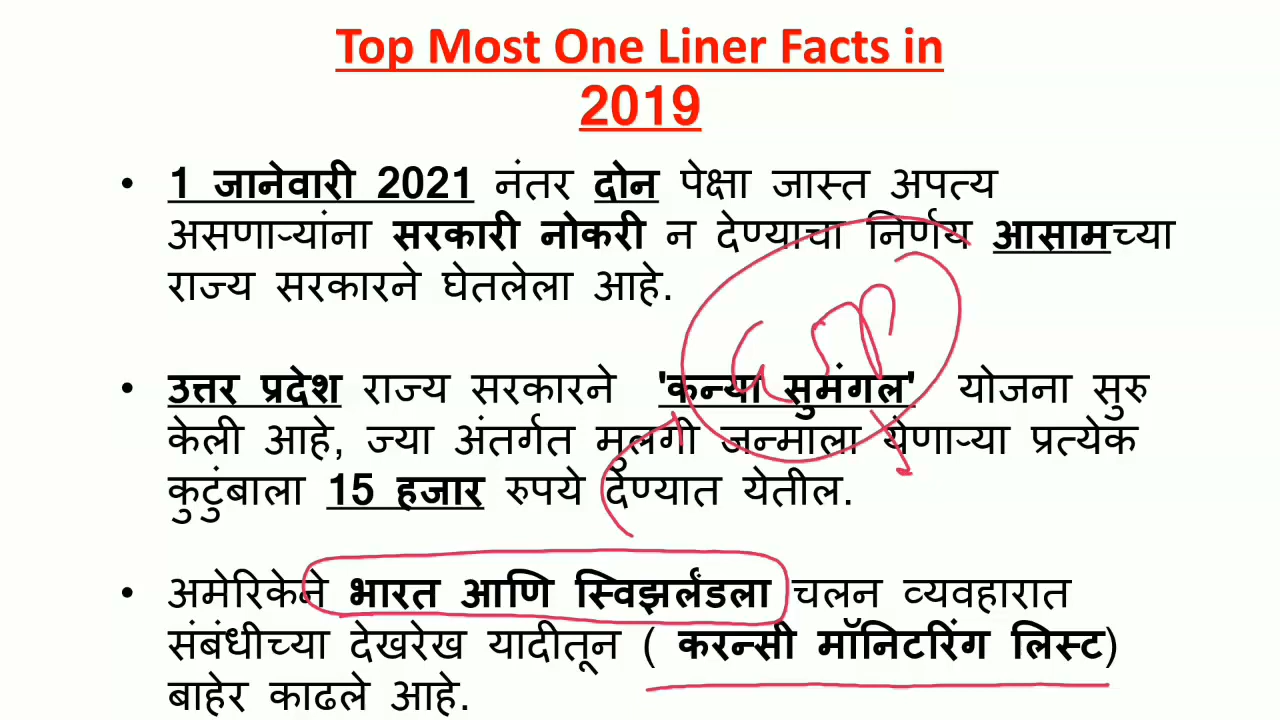 Top Most One Liner Facts in
2019
• 1 जानेवारी 2021 नंतर दोन पेक्षा जास्त अपत्य
असणाऱ्यांना सरकारी नोकरी न देण्याचा निर्णय आसामच्या
राज्य सरकारने घेतलेला आहे.
• उत्तर प्रदेश राज्य सरकारने 'कन्या सुमंगल' योजना सुरु
केली आहे, ज्या अंतर्गत मुलगी जन्माला येणाऱ्या प्रत्येक
कुटुंबाला 15 हजार रुपये देण्यात येतील.
• अमेरिकेने भारत आणि स्विझर्लंडला चलन व्यवहारात
संबंधीच्या देखरेख यादीतून ( करन्सी मॉनिटरिंग लिस्ट)
बाहेर काढले आहे.